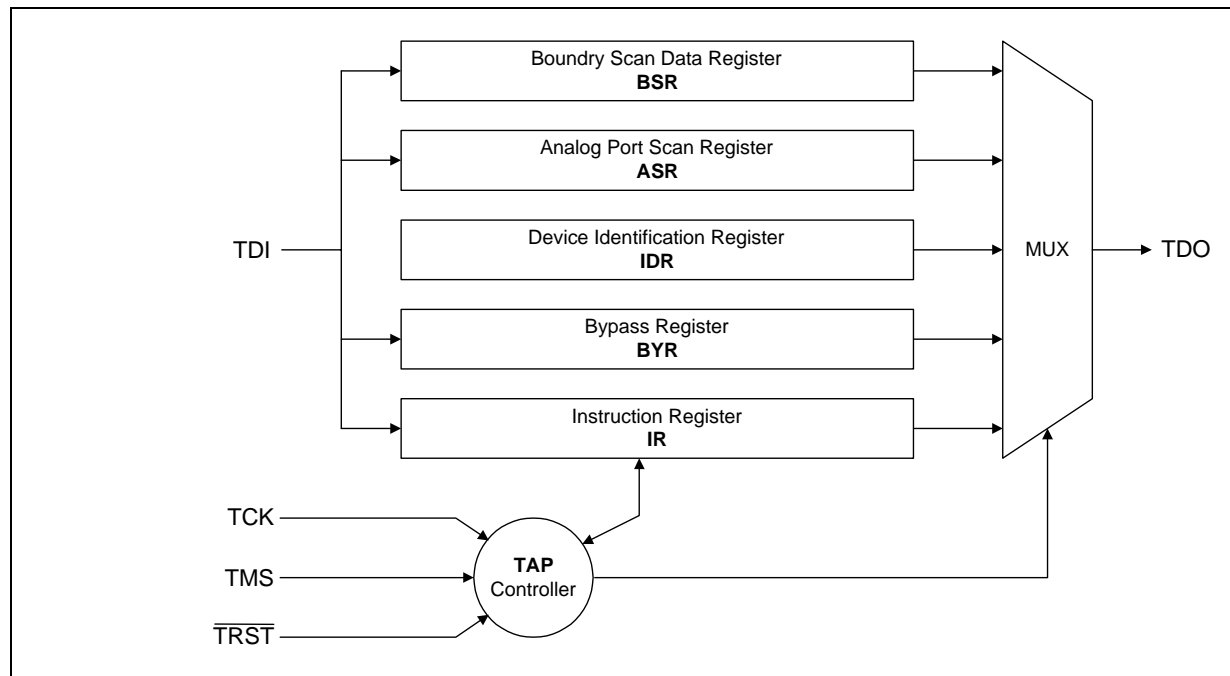 Boundry Scan Data Register
BSR
Analog Port Scan Register
ASR
TDI
Device Identification Register
IDR
MUX
TDO
Bypass Register
BYR
Instruction Register
IR
TCK
TMS
TAP
Controller
TRST